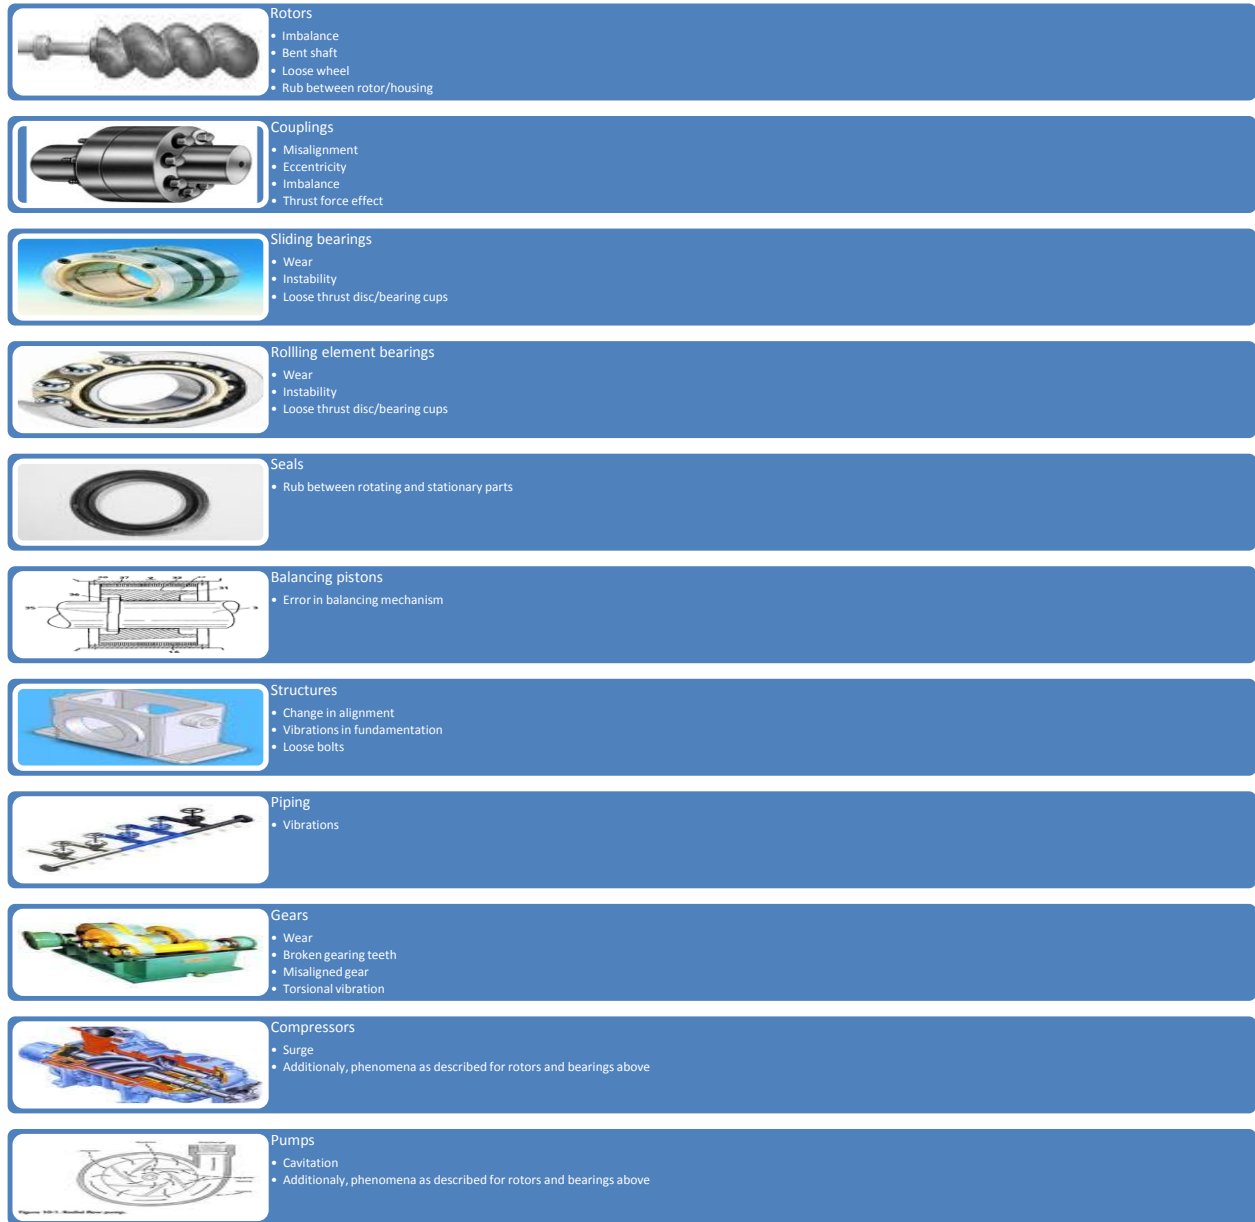 Rotors
• Imbalance
• Bent shaft
• Loose wheel
• Rub between rotor/housing
Couplings
• Misalignment
• Eccentricity
• Imbalance
• Thrust force effect
Sliding bearings
• Wear
• Instability
• Loose thrust disc/bearing cups
Rollling element bearings
• Wear
• Instability
• Loose thrust disc/bearing cups
Seals
• Rub between rotating and stationary parts
Balancing pistons
• Error in balancing mechanism
Structures
• Change in alignment
• Vibrations in fundamentation
• Loose bolts
Piping
• Vibrations
Gears
• Wear
• Broken gearing teeth
• Misaligned gear
• Torsional vibration
Compressors
• Surge
• Additionaly, phenomena as described for rotors and bearings above
Pumps
• Cavitation
• Additionaly, phenomena as described for rotors and bearings above